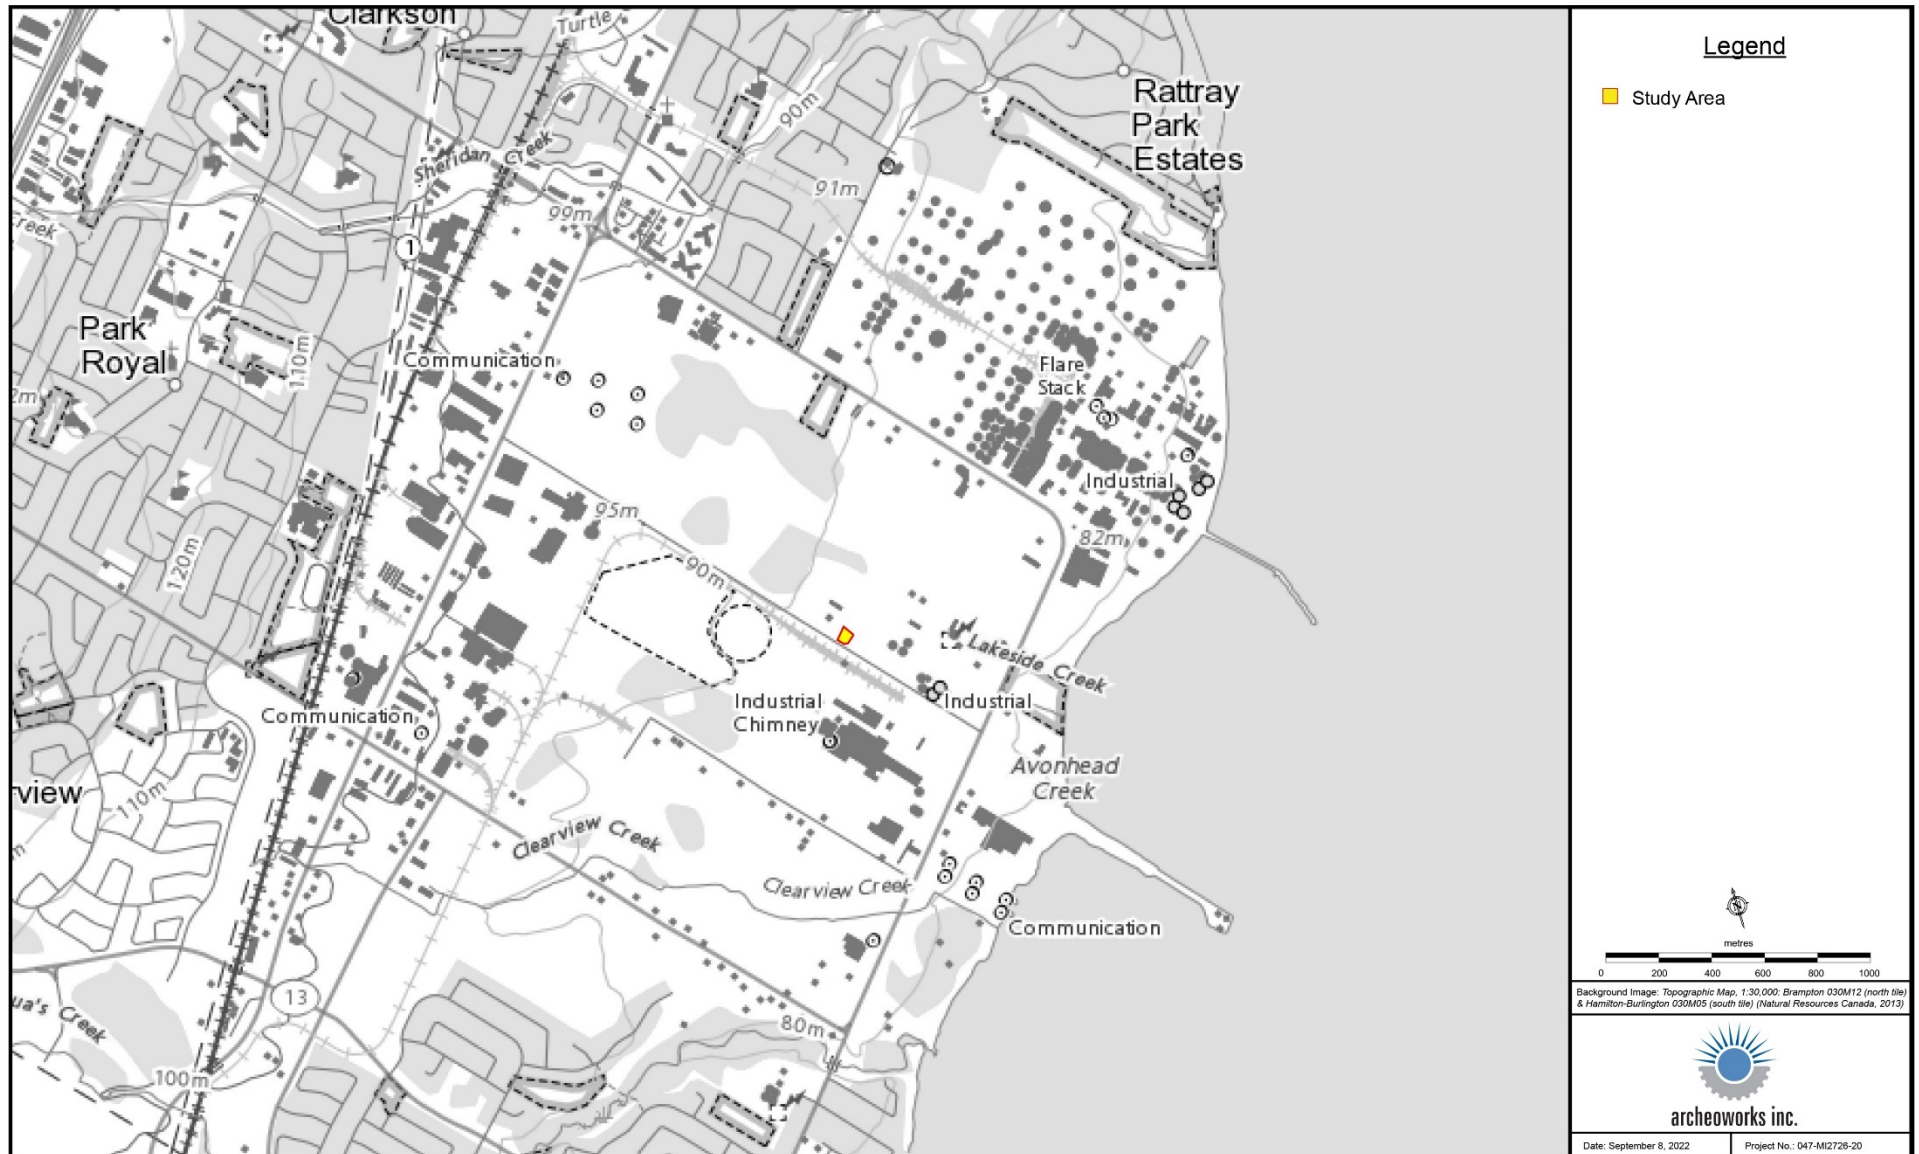 Clarkson
Turtle
Rattray
Park
Estates
90m
Sheridan Creek
91m
99m
Creek
1
Park
Royal
110m
Communication
Flare
Stack
2m
Industrial
95m
82m
120m
90m
Lakeside Creek
Industrial
Chimney
Industrial
Communication
Avonhead
Creek
rview
110m
Clearview Creek
m
Clearview Creek
Communication
13
ua's Creek
80m
100m
Legend
Study Area
N
metres
0 200 400 600 800 1000
Background Image: Topographic Map, 1:30,000: Brampton 030M12 (north tile)
& Hamilton-Burlington 030M05 (south tile) (Natural Resources Canada, 2013)
archeoworks inc.
Date: September 8, 2022
Project No.: 047-MI2726-20